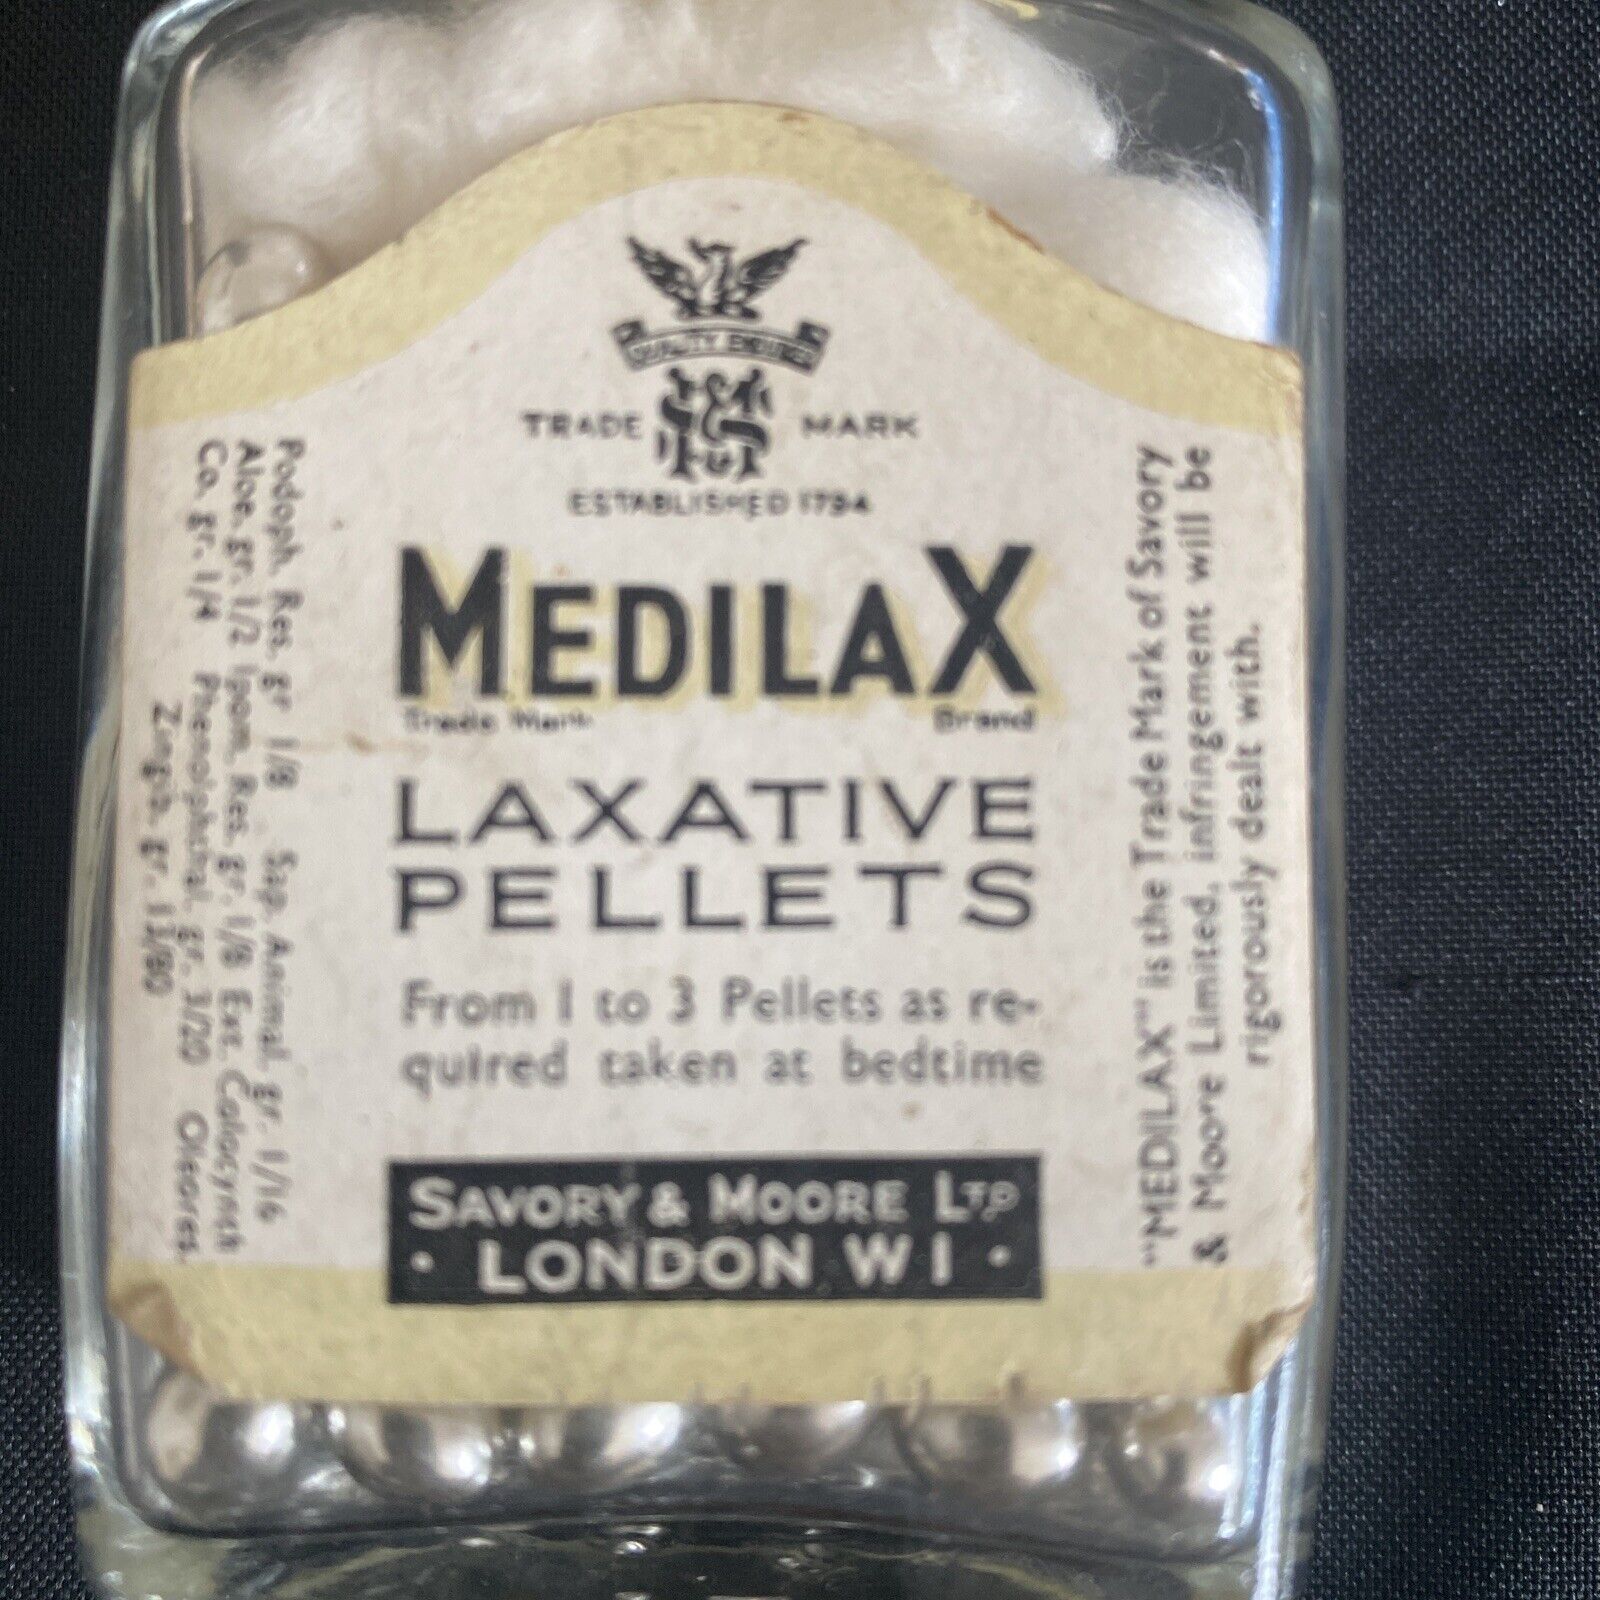 QUALITY ENSURED
TRADE MARK
ESTABLISHED 1794
MEDILAX
Trade Mark Brand
LAXATIVE
PELLETS
From 1 to 3 Pellets as re-
quired taken at bedtime
SAVORY & MOORE LTD
· LONDON W1 ·
Podoph. Res. gr 1/8 Sap. Animal. gr. 1/16
Aloe. gr. 1/2 Ipom. Res. gr. 1/8 Ext. Colocynth
Co. gr. 1/4 Phenolphthal. gr. 3/20 Oleores.
Zingib. gr. 13/80
"MEDILAX" is the Trade Mark of Savory
& Moore Limited, infringement will be
rigorously dealt with.